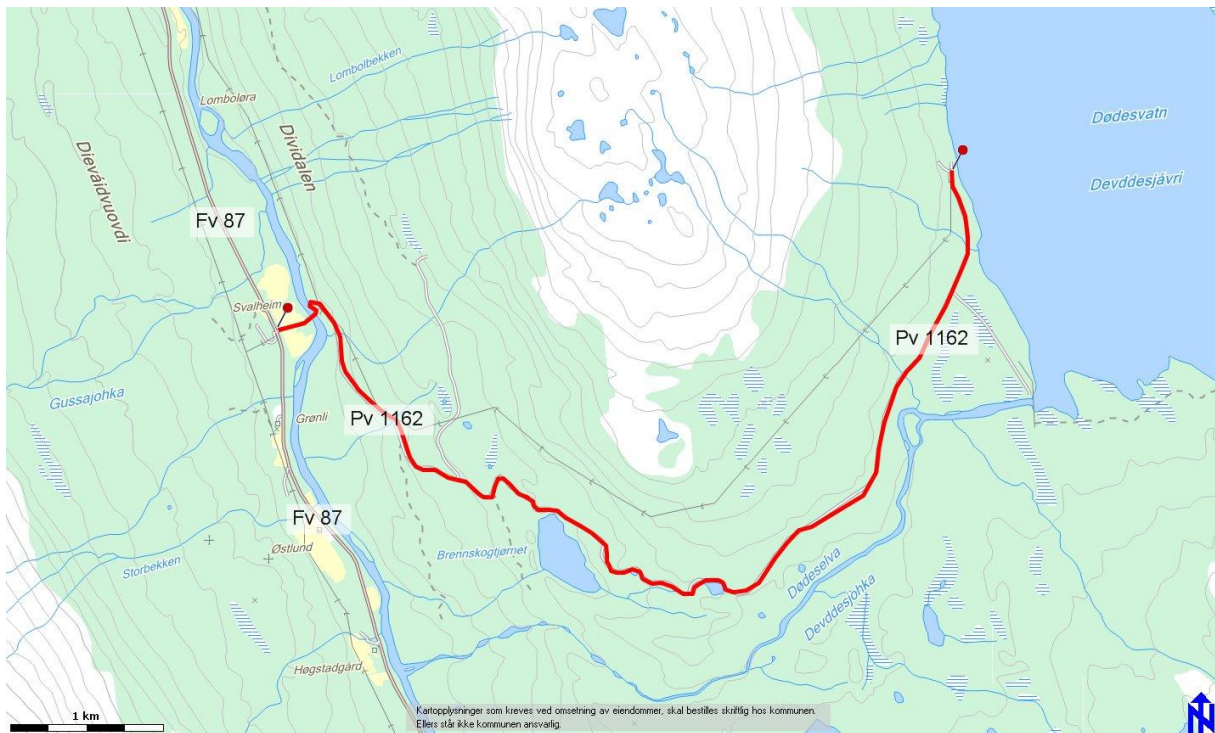 Lombolbekken
Lomboløra
Dødesvatn
Dividalen
Dieváidvuovdi
Devddesjávri
Fv 87
Svalheim
Pv 1162
Gussajohka
Grønli
Pv 1162
Fv 87
Østlund
Brennskogtjørnet
Storbekken
Dødeselva
Devddesjohka
Høgstadgård
1 km
Kartopplysninger som kreves ved omsetning av eiendommer, skal bestilles skriftlig hos kommunen.
Ellers står ikke kommunen ansvarlig.
N